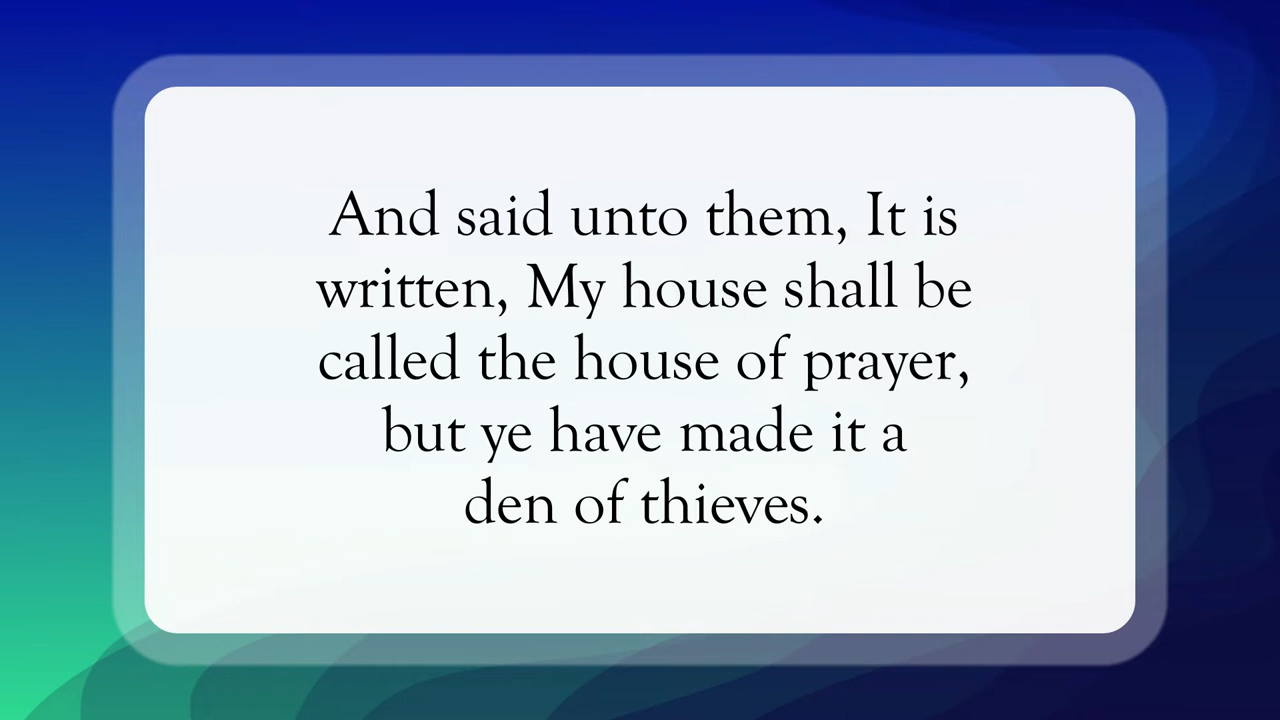 And said unto them, It is
written, My house shall be
called the house of prayer,
but ye have made it a
den of thieves.